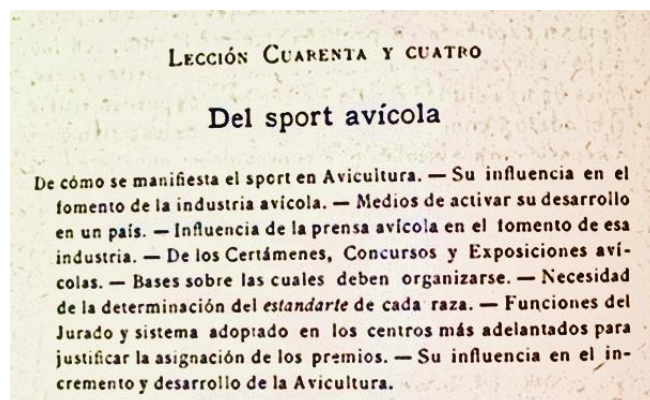 Lección Cuarenta y cuatro
Del sport avícola
De cómo se manifiesta el sport en Avicultura. — Su influencia en el
fomento de la industria avícola. — Medios de activar su desarrollo
en un país. — Influencia de la prensa avícola en el fomento de esa
industria. — De los Certámenes, Concursos y Exposiciones aví-
colas. — Bases sobre las cuales deben organizarse. — Necesidad
de la determinación del estandarte de cada raza. — Funciones del
Jurado y sistema adoptado en los centros más adelantados para
justificar la asignación de los premios. — Su influencia en el in-
cremento y desarrollo de la Avicultura.